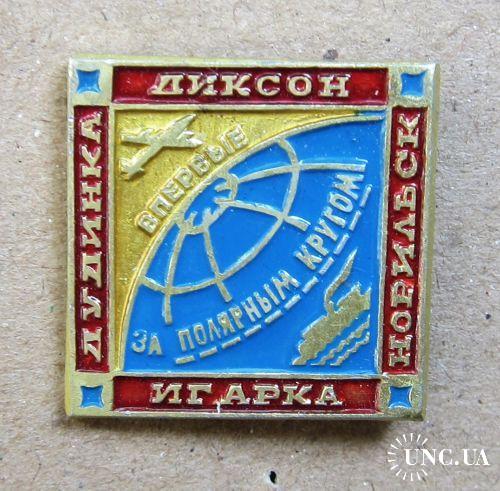 ДИКСОН
ДУДИНКА
НОРИЛЬСК
ВПЕРВЫЕ
ЗА ПОЛЯРНЫМ КРУГОМ
ИГАРКА
UNC.UA